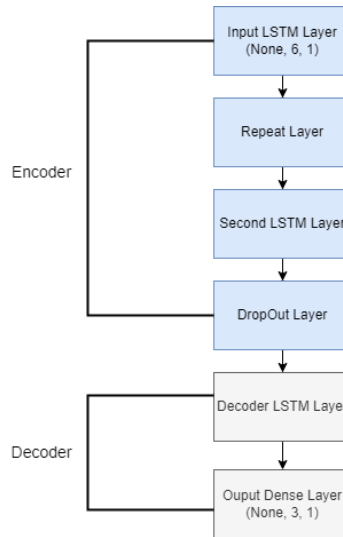 Input LSTM Layer
(None, 6, 1)
Repeat Layer
Encoder
Second LSTM Layer
DropOut Layer
Decoder LSTM Laye
Decoder
Ouput Dense Layer
(None, 3, 1)